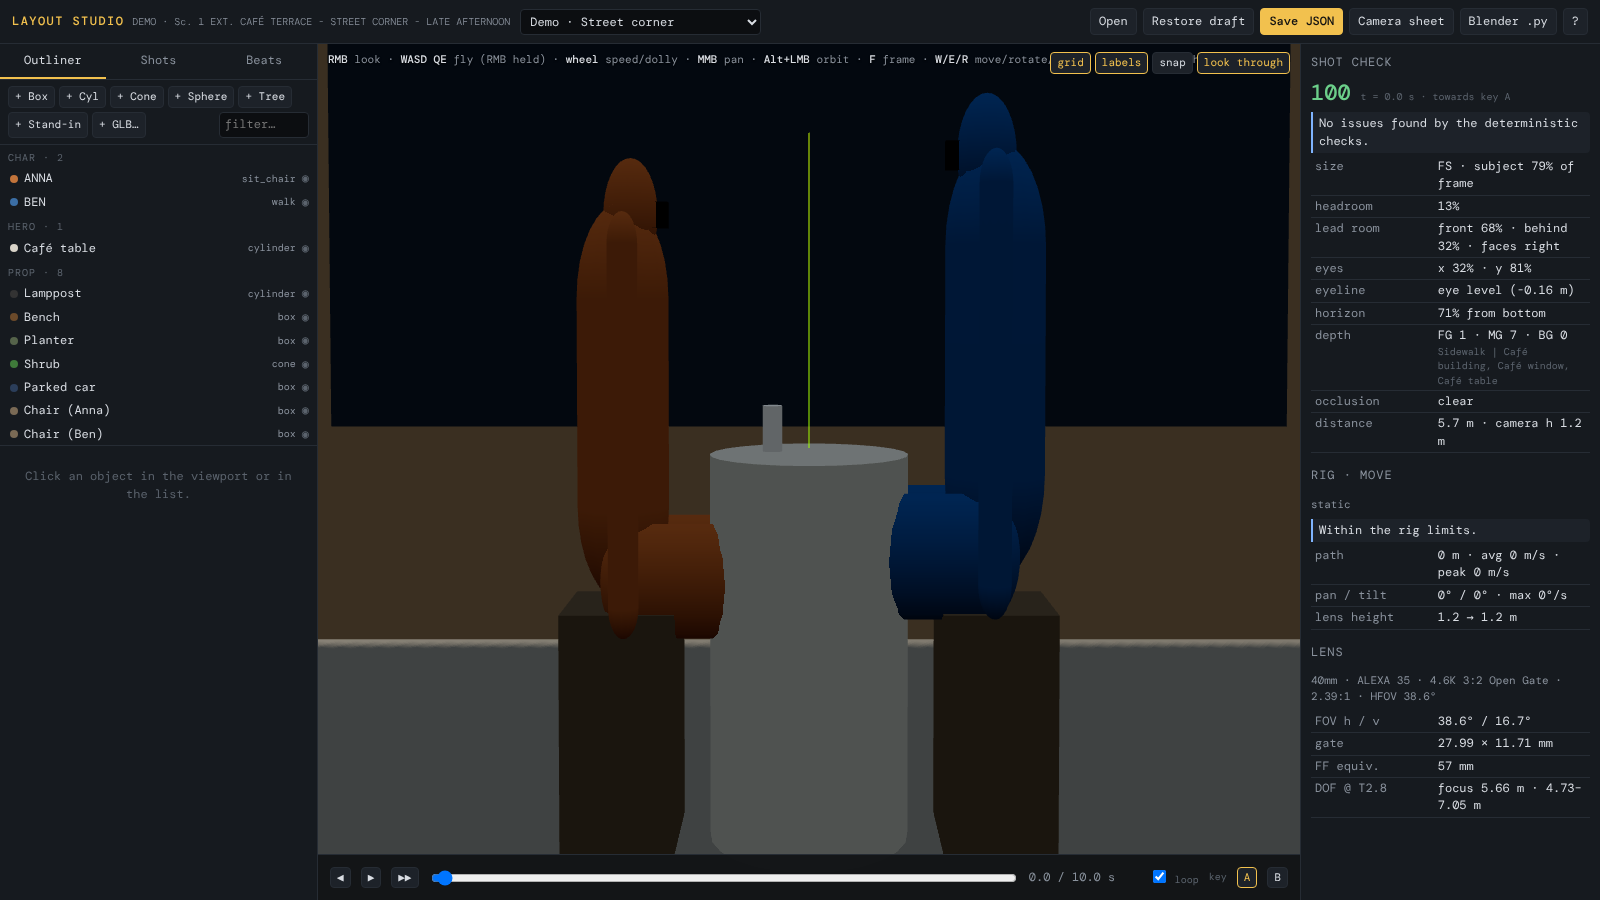 LAYOUT STUDIO DEMO · Sc. 1 EXT. CAFÉ TERRACE - STREET CORNER - LATE AFTERNOON Demo · Street corner Open Restore draft Save JSON Camera sheet Blender .py ?
Outliner Shots Beats
+ Box + Cyl + Cone + Sphere + Tree
+ Stand-in + GLB… filter…
CHAR · 2
ANNA sit_chair
BEN walk
HERO · 1
Café table cylinder
PROP · 8
Lamppost cylinder
Bench box
Planter box
Shrub cone
Parked car box
Chair (Anna) box
Chair (Ben) box
Click an object in the viewport or in
the list.
RMB look · WASD QE fly (RMB held) · wheel speed/dolly · MMB pan · Alt+LMB orbit · F frame · W/E/R move/rotate
grid labels snap look through
◀ ▶ ▶▶ 0.0 / 10.0 s loop key A B
SHOT CHECK
100 t = 0.0 s · towards key A
No issues found by the deterministic
checks.
size FS · subject 79% of
frame
headroom 13%
lead room front 68% · behind
32% · faces right
eyes x 32% · y 81%
eyeline eye level (-0.16 m)
horizon 71% from bottom
depth FG 1 · MG 7 · BG 0
Sidewalk | Café
building, Café window,
Café table
occlusion clear
distance 5.7 m · camera h 1.2
m
RIG · MOVE
static
Within the rig limits.
path 0 m · avg 0 m/s ·
peak 0 m/s
pan / tilt 0° / 0° · max 0°/s
lens height 1.2 → 1.2 m
LENS
40mm · ALEXA 35 · 4.6K 3:2 Open Gate ·
2.39:1 · HFOV 38.6°
FOV h / v 38.6° / 16.7°
gate 27.99 × 11.71 mm
FF equiv. 57 mm
DOF @ T2.8 focus 5.66 m · 4.73–
7.05 m